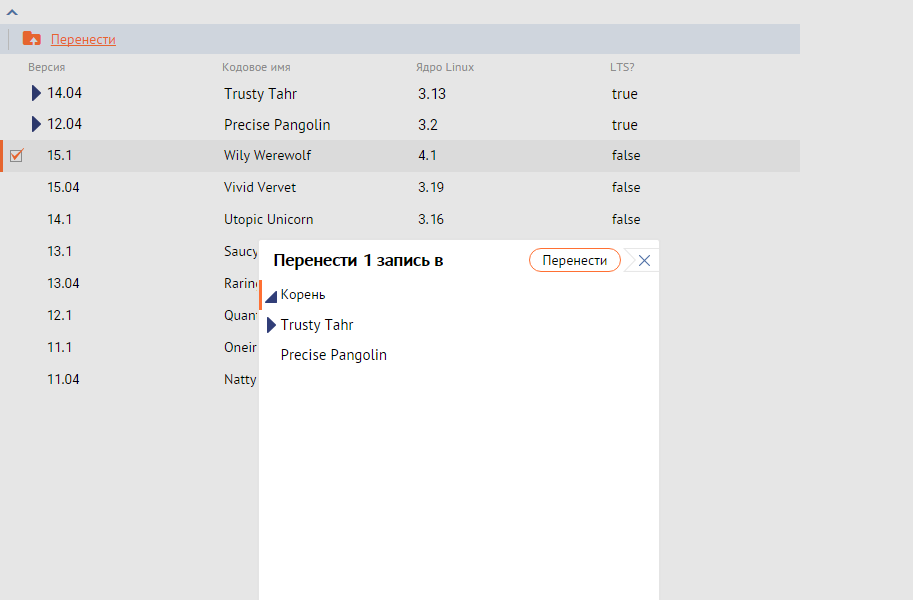 Перенести
Версия Кодовое имя Ядро Linux LTS?
14.04 Trusty Tahr 3.13 true
12.04 Precise Pangolin 3.2 true
15.1 Wily Werewolf 4.1 false
15.04 Vivid Vervet 3.19 false
14.1 Utopic Unicorn 3.16 false
13.1 Saucy
13.04 Rarin
12.1 Quan
11.1 Oneir
11.04 Natty
Перенести 1 запись в Перенести
Корень
Trusty Tahr
Precise Pangolin